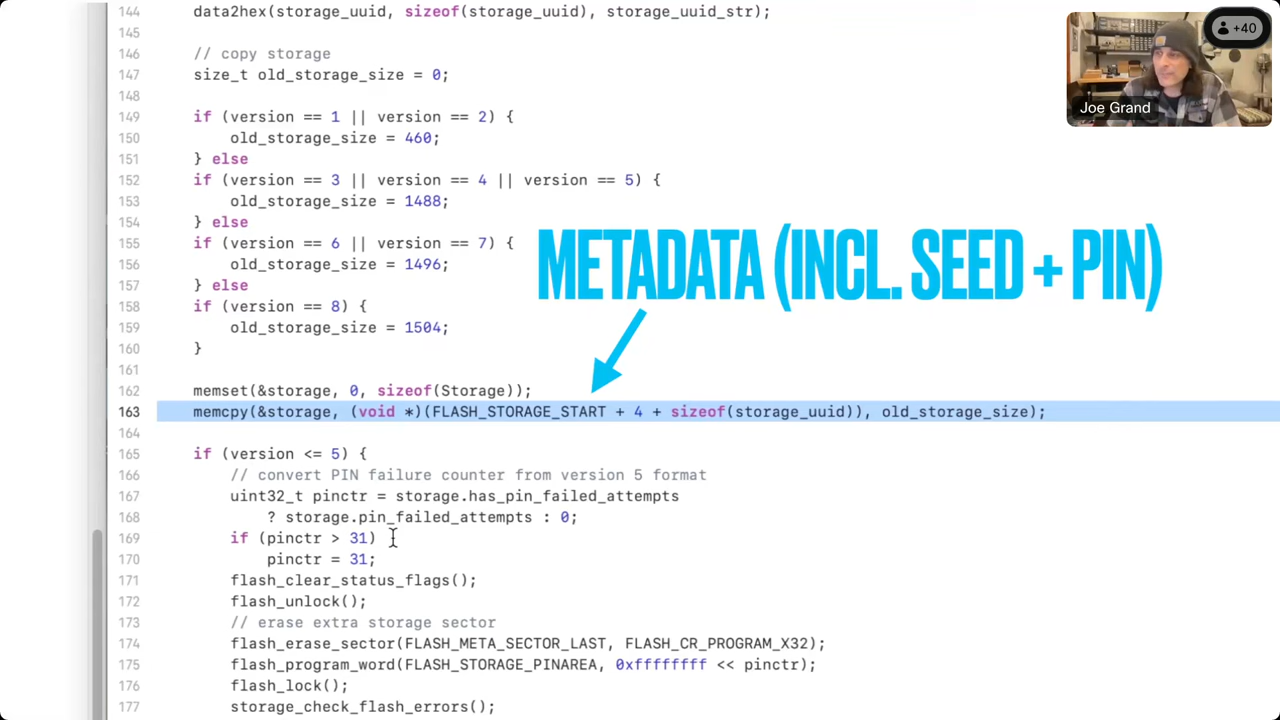 144 data2hex(storage_uuid, sizeof(storage_uuid), storage_uuid_str);
145
146 // copy storage
147 size_t old_storage_size = 0;
148
149 if (version == 1 || version == 2) {
150 old_storage_size = 460;
151 } else
152 if (version == 3 || version == 4 || version == 5) {
153 old_storage_size = 1488;
154 } else
155 if (version == 6 || version == 7) {
156 old_storage_size = 1496;
157 } else
158 if (version == 8) {
159 old_storage_size = 1504;
160 }
161
162 memset(&storage, 0, sizeof(Storage));
163 memcpy(&storage, (void *)(FLASH_STORAGE_START + 4 + sizeof(storage_uuid)), old_storage_size);
164
165 if (version <= 5) {
166 // convert PIN failure counter from version 5 format
167 uint32_t pinctr = storage.has_pin_failed_attempts
168 ? storage.pin_failed_attempts : 0;
169 if (pinctr > 31)
170 pinctr = 31;
171 flash_clear_status_flags();
172 flash_unlock();
173 // erase extra storage sector
174 flash_erase_sector(FLASH_META_SECTOR_LAST, FLASH_CR_PROGRAM_X32);
175 flash_program_word(FLASH_STORAGE_PINAREA, 0xffffffff << pinctr);
176 flash_lock();
177 storage_check_flash_errors();
METADATA (INCL. SEED + PIN)
+40
Joe Grand